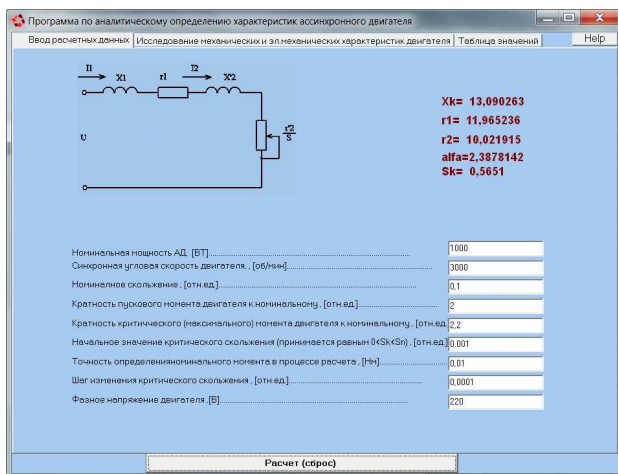 Программа по аналитическому определению характеристик ассинхронного двигателя
Ввод расчетных данных Исследование механических и эл.механических характеристик двигателя Таблица значений Help
I1 X1 r1 I2 X'2
U
r'2
S
Xk= 13,090263
r1= 11,965236
r2= 10,021915
alfa=2,3878142
Sk= 0,5651
Номинальная мощность АД, [ВТ]........ 1000
Синхронная угловая скорость двигателя, , [об/мин]........ 3000
Номиналное скольжение , [отн.ед.]........ 0,1
Кратность пускового момента двигателя к номинальному , [отн.ед.]........ 2
Кратность критичческого (максимального) момента двигателя к номинальному , [отн.ед.] 2,2
Начальное значение критического скольжения (принимается равным 0<Sk<Sn) , [отн.ед.] 0,001
Точность определенияноминального момента в процессе расчета , [Нм]........ 0,01
Шаг изменения критического скольжения , [отн.ед.]........ 0,0001
Фазное напряжение двигателя ,[В]........ 220
Расчет (сброс)